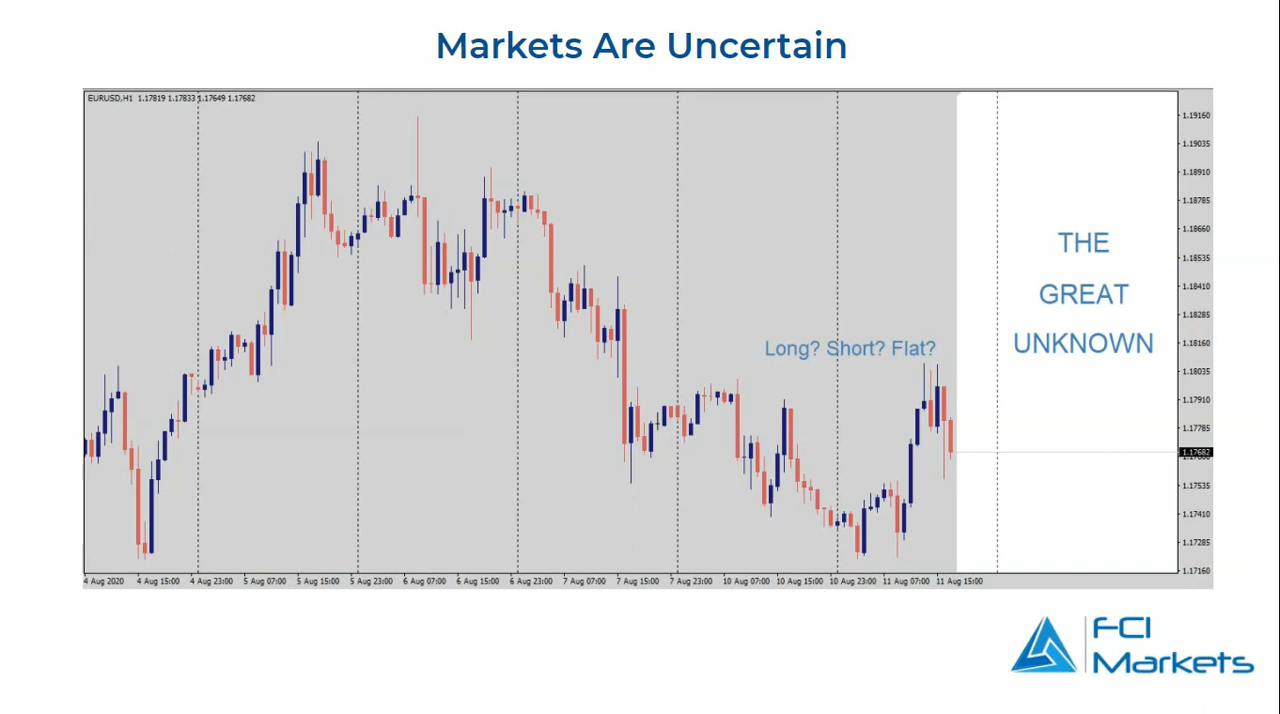 Markets Are Uncertain
EURUSD,H1 1.17819 1.17833 1.17649 1.17682
1.19160
1.19035
1.18910
1.18785
1.18660
1.18535
1.18410
1.18285
1.18160
1.18035
1.17910
1.17785
1.17682
1.17535
1.17410
1.17285
1.17160
THE
GREAT
UNKNOWN
Long? Short? Flat?
4 Aug 2020 4 Aug 15:00 4 Aug 23:00 5 Aug 07:00 5 Aug 15:00 5 Aug 23:00 6 Aug 07:00 6 Aug 15:00 6 Aug 23:00 7 Aug 07:00 7 Aug 15:00 7 Aug 23:00 10 Aug 07:00 10 Aug 15:00 10 Aug 23:00 11 Aug 07:00 11 Aug 15:00
FCI
Markets